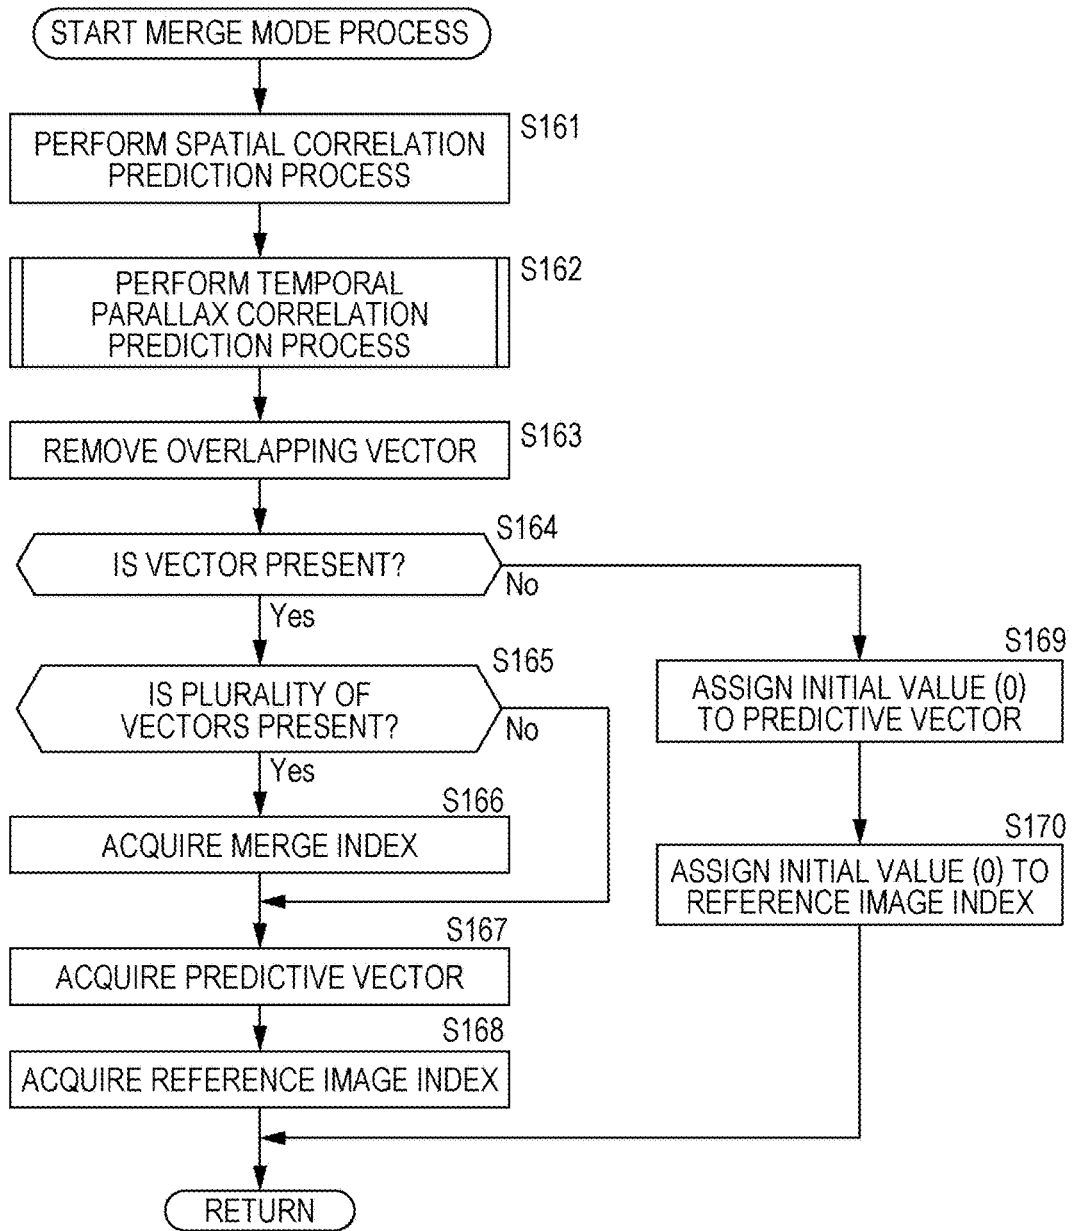 START MERGE MODE PROCESS
S161
PERFORM SPATIAL CORRELATION
PREDICTION PROCESS
S162
PERFORM TEMPORAL
PARALLAX CORRELATION
PREDICTION PROCESS
S163
REMOVE OVERLAPPING VECTOR
S164
IS VECTOR PRESENT?
No
Yes
S165
IS PLURALITY OF
VECTORS PRESENT?
No
Yes
S166
ACQUIRE MERGE INDEX
S167
ACQUIRE PREDICTIVE VECTOR
S168
ACQUIRE REFERENCE IMAGE INDEX
S169
ASSIGN INITIAL VALUE (0)
TO PREDICTIVE VECTOR
S170
ASSIGN INITIAL VALUE (0) TO
REFERENCE IMAGE INDEX
RETURN